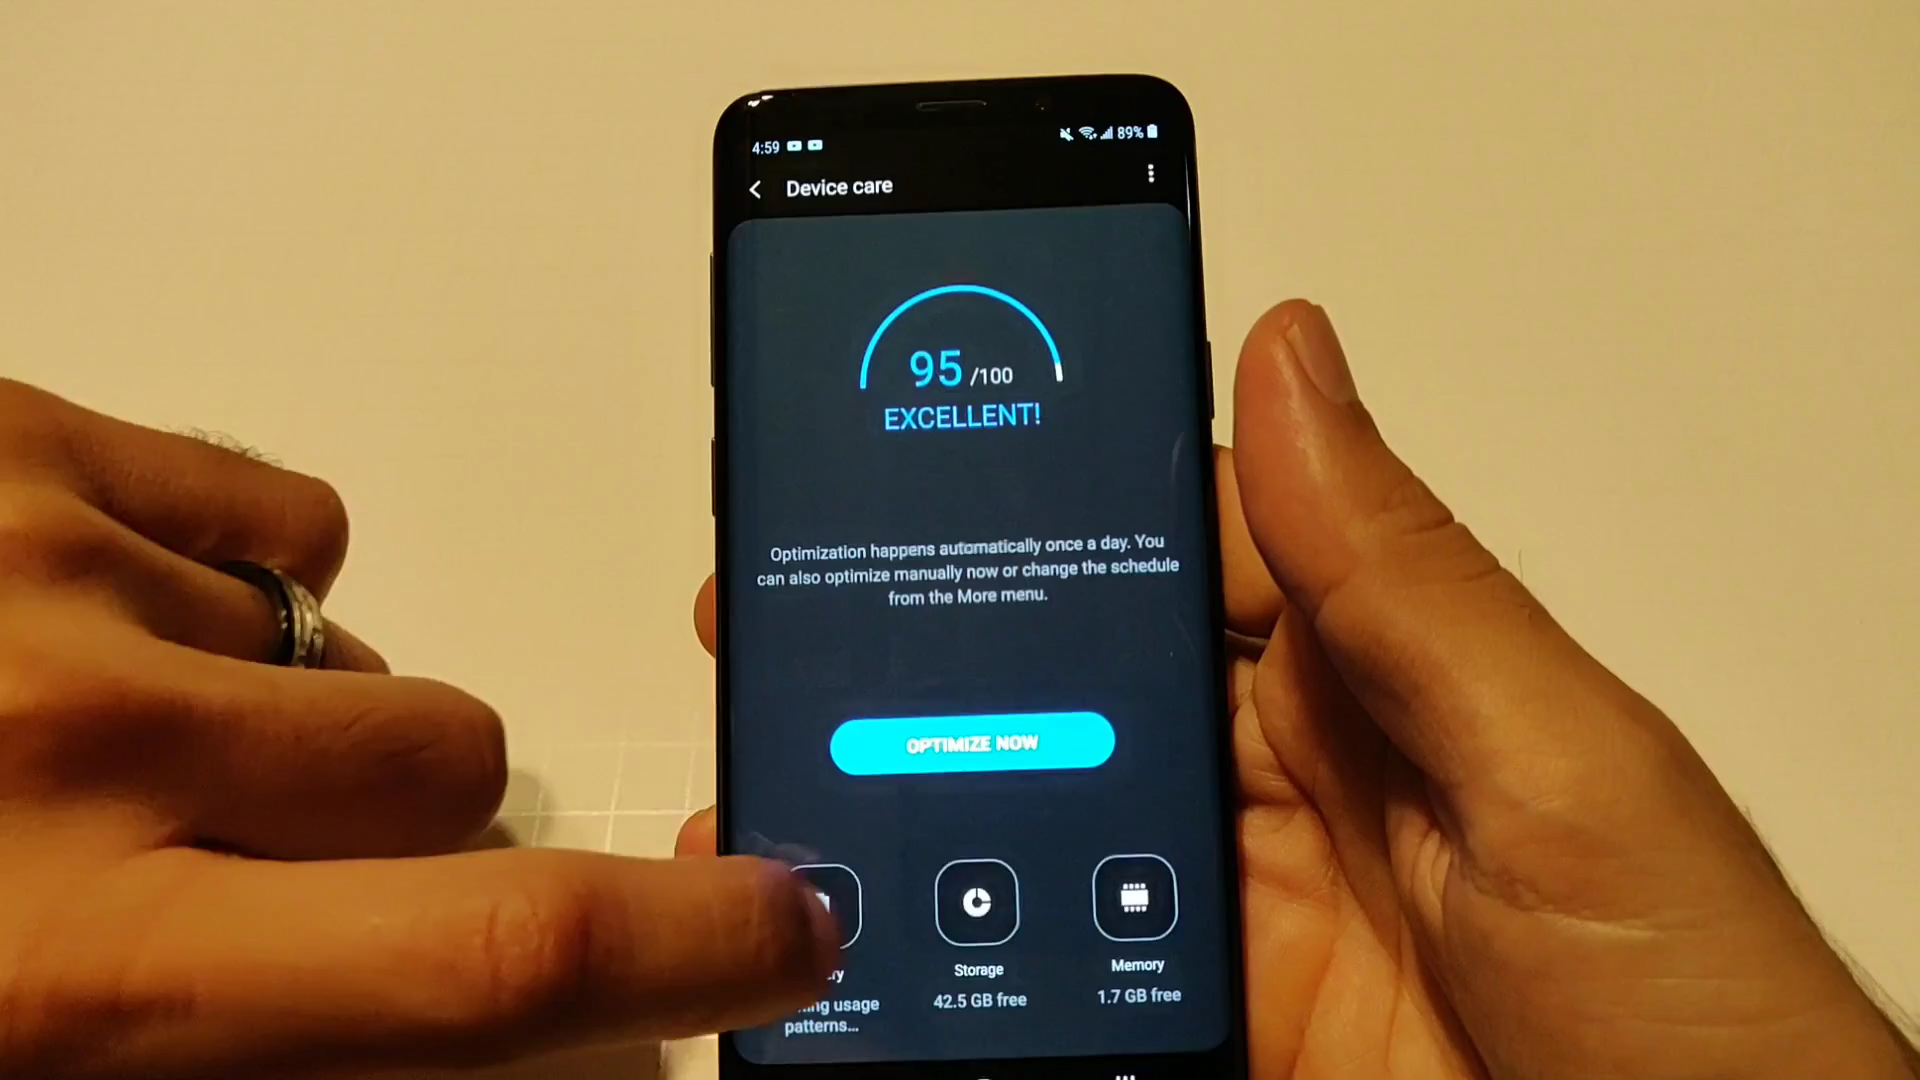 4:59
89%
Device care
95 /100
EXCELLENT!
Optimization happens automatically once a day. You
can also optimize manually now or change the schedule
from the More menu.
OPTIMIZE NOW
Storage
42.5 GB free
Memory
1.7 GB free
usage
patterns...